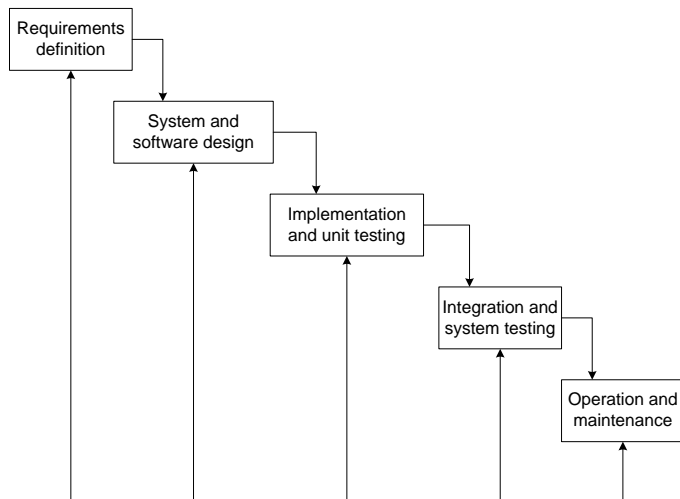 Requirements
definition
System and
software design
Implementation
and unit testing
Integration and
system testing
Operation and
maintenance